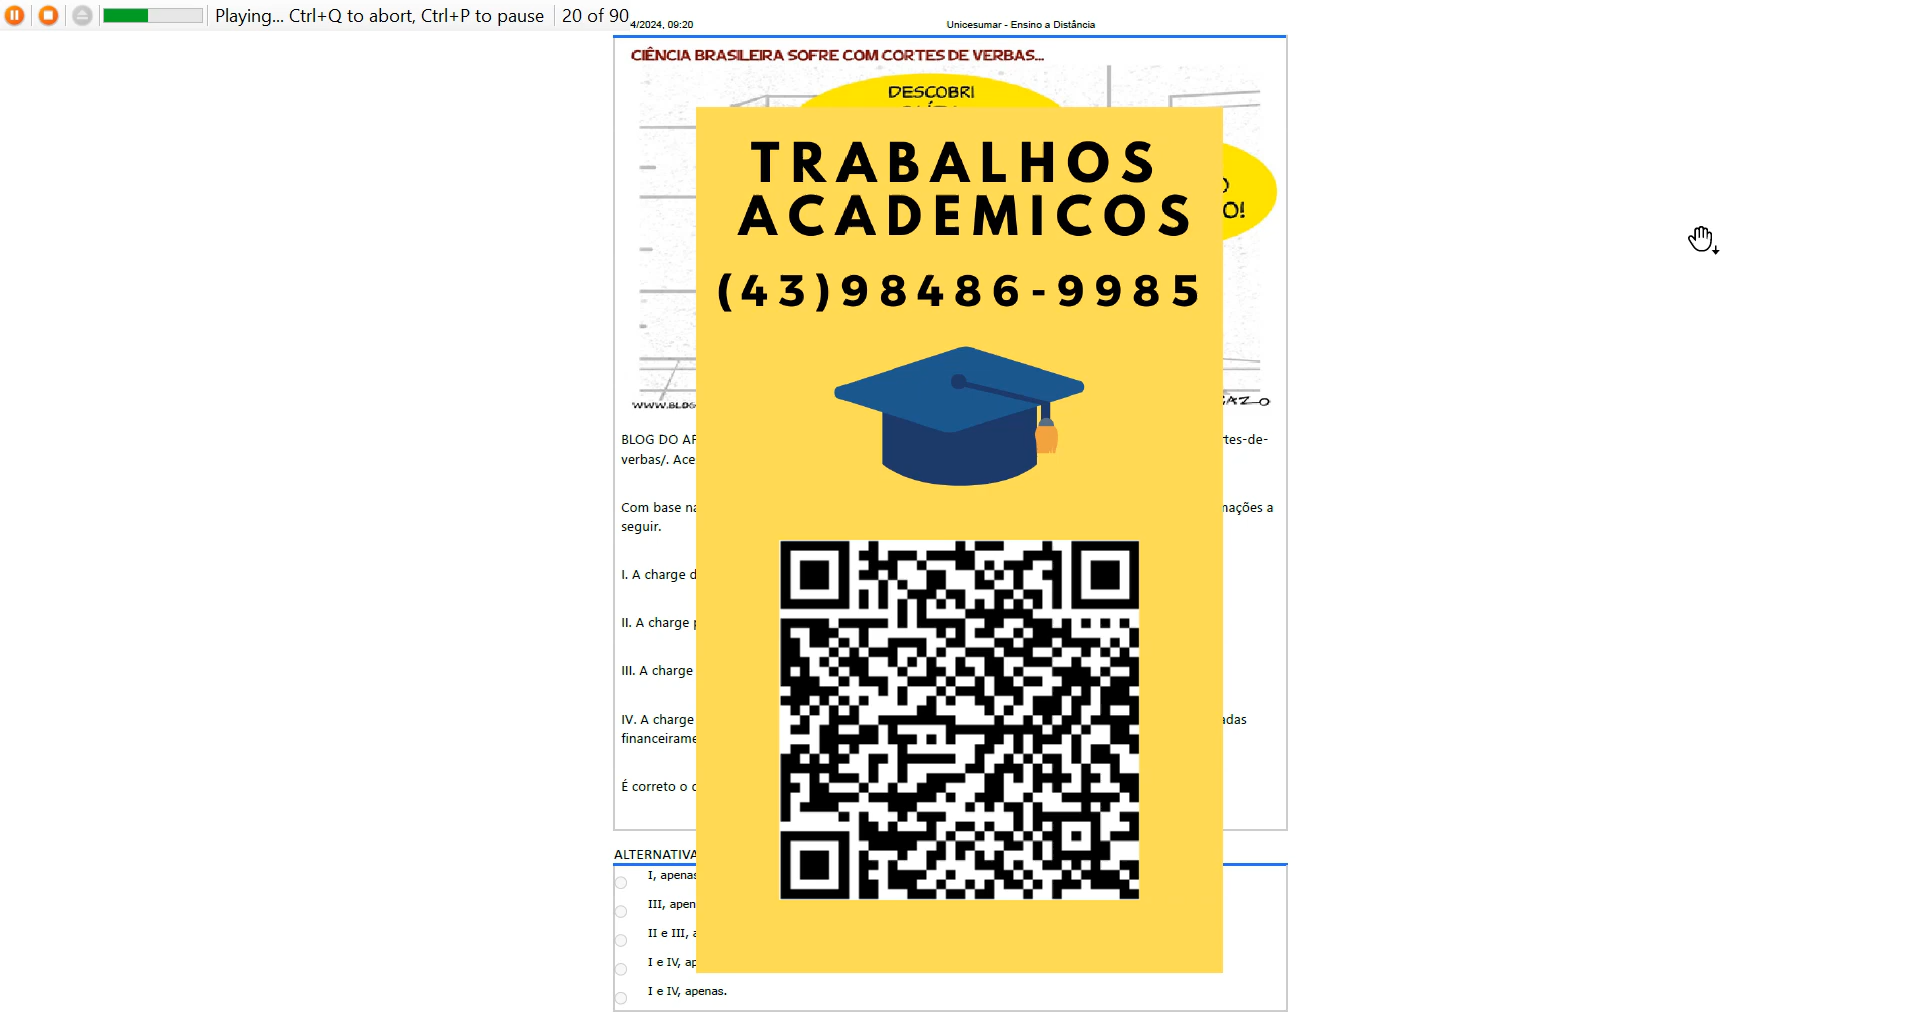 Playing... Ctrl+Q to abort, Ctrl+P to pause 20 of 90
4/2024, 09:20 Unicesumar - Ensino a Distância
CIÊNCIA BRASILEIRA SOFRE COM CORTES DE VERBAS...
DESCOBRI
O!
TRABALHOS
ACADEMICOS
(43)98486-9985
WWW.BLOG
BLOG DO AF
tes-de-
verbas/. Ace
Com base na
mações a
seguir.
I. A charge d
II. A charge p
III. A charge
IV. A charge
adas
financeirame
É correto o
ALTERNATIVA
I, apenas
III, apen
II e III, a
I e IV, ap
I e IV, apenas.